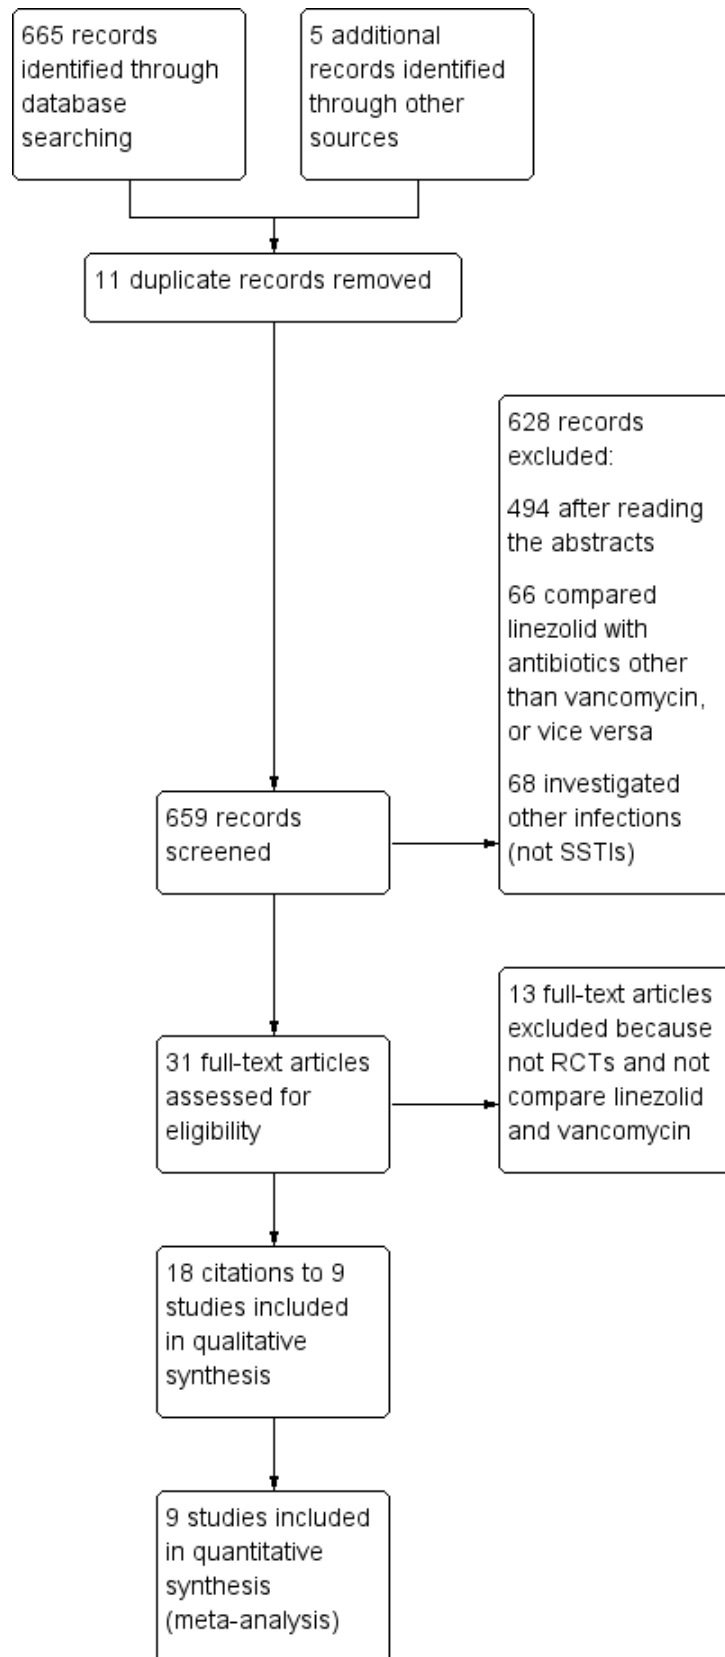 665 records
identified through
database
searching
5 additional
records identified
through other
sources
11 duplicate records removed
628 records
excluded:
494 after reading
the abstracts
66 compared
linezolid with
antibiotics other
than vancomycin,
or vice versa
68 investigated
other infections
(not SSTIs)
659 records
screened
13 full-text articles
excluded because
not RCTs and not
compare linezolid
and vancomycin
31 full-text articles
assessed for
eligibility
18 citations to 9
studies included
in qualitative
synthesis
9 studies included
in quantitative
synthesis
(meta-analysis)